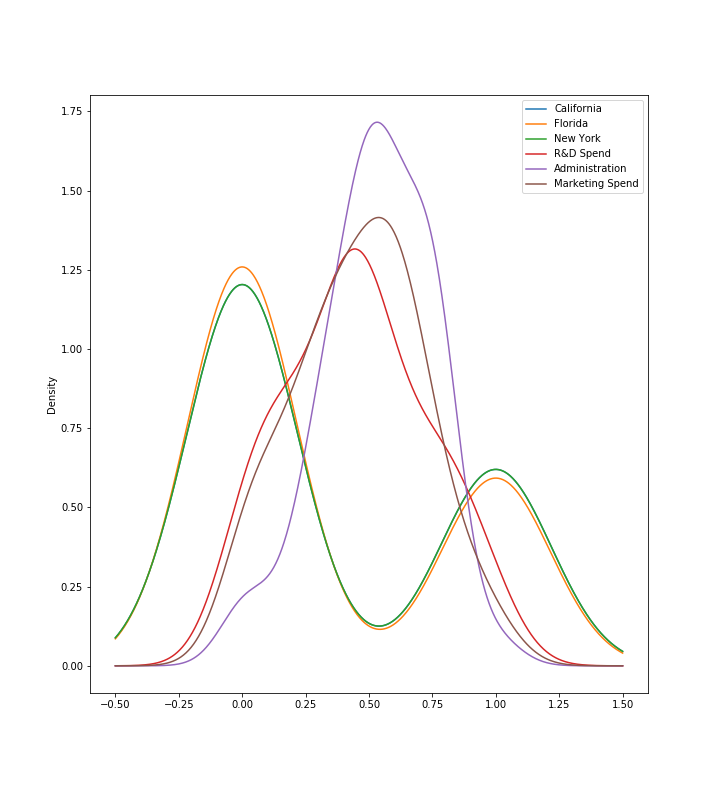 1.75
1.50
1.25
1.00
0.75
0.50
0.25
0.00
Density
California
Florida
New York
R&D Spend
Administration
Marketing Spend
−0.50 −0.25 0.00 0.25 0.50 0.75 1.00 1.25 1.50